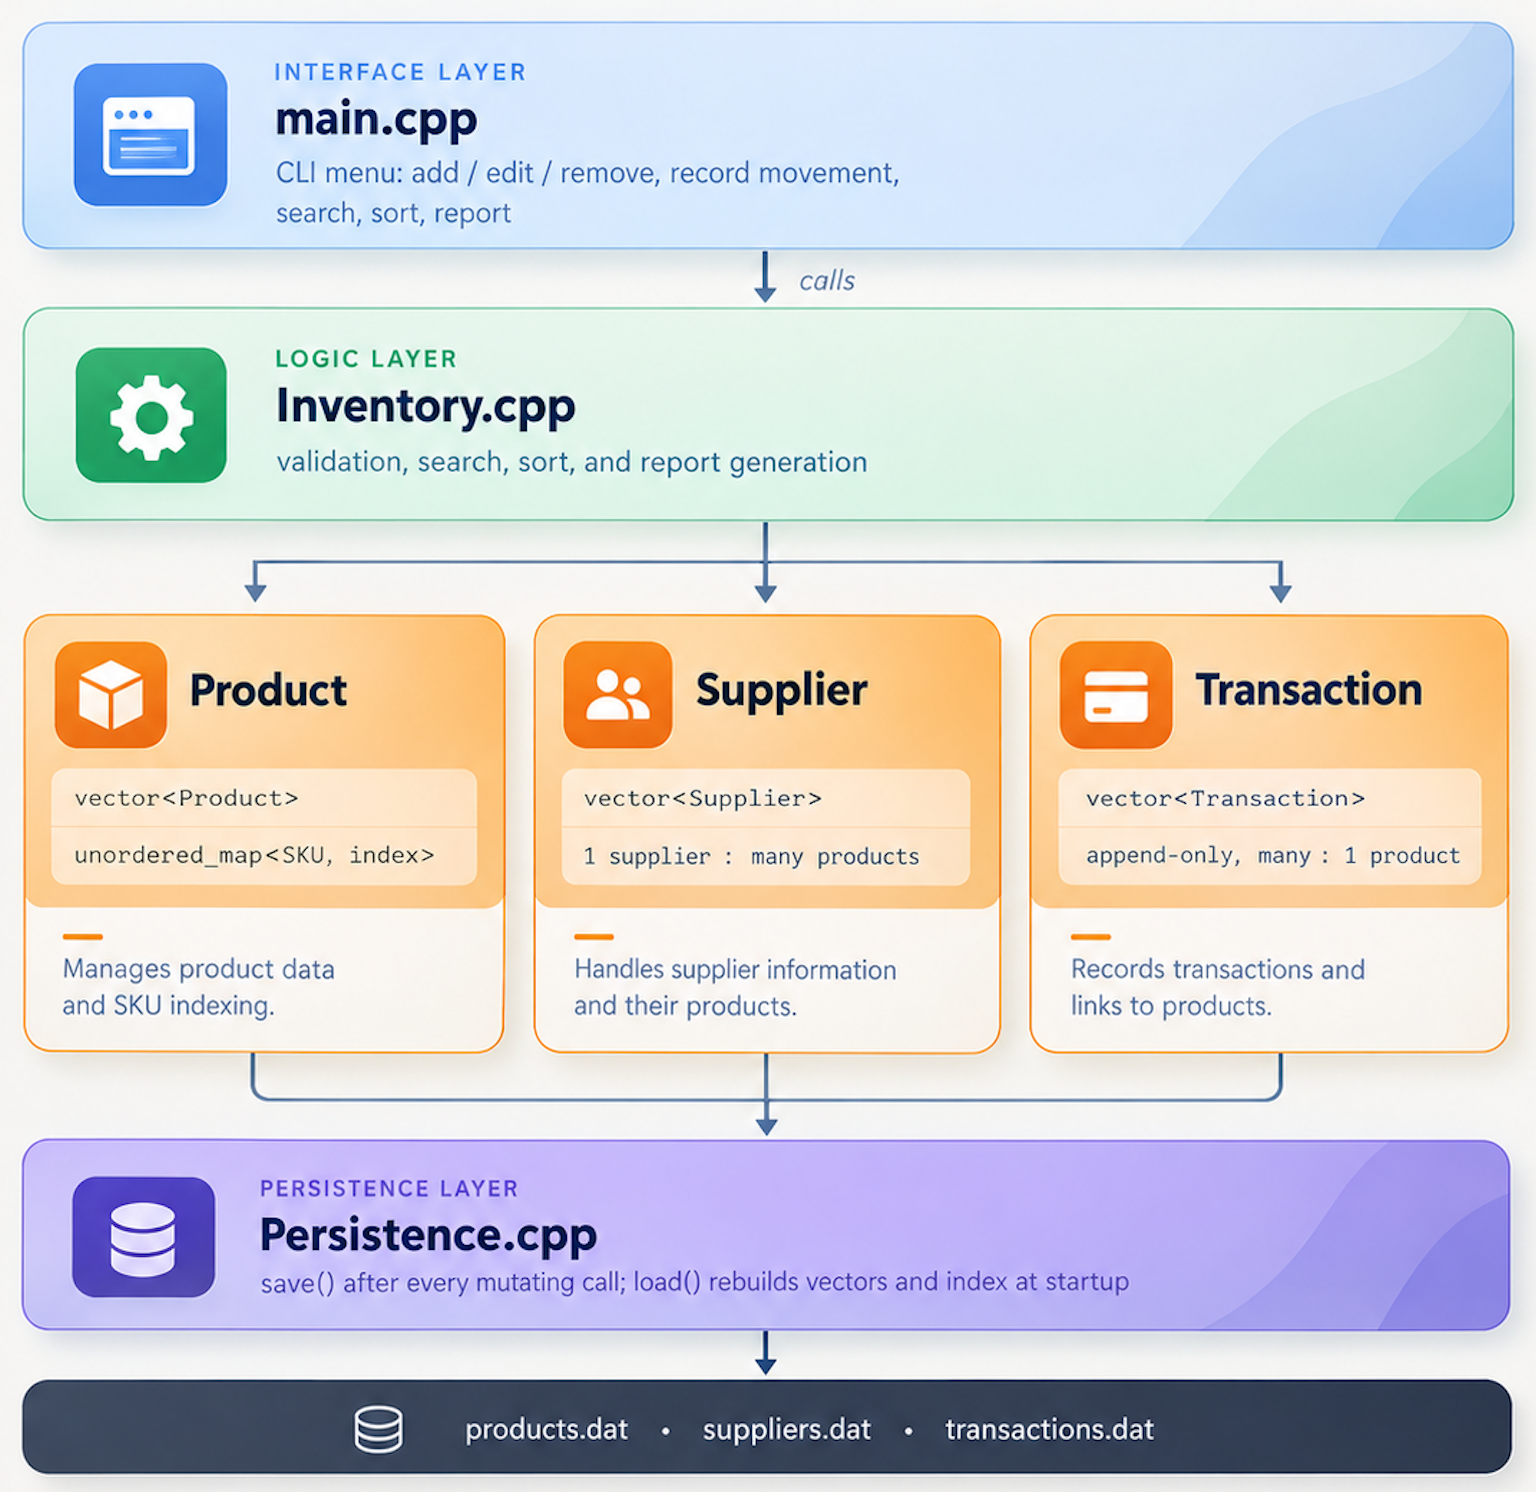 INTERFACE LAYER
main.cpp
CLI menu: add / edit / remove, record movement,
search, sort, report
calls
LOGIC LAYER
Inventory.cpp
validation, search, sort, and report generation
Product
vector<Product>
unordered_map<SKU, index>
Manages product data
and SKU indexing.
Supplier
vector<Supplier>
1 supplier : many products
Handles supplier information
and their products.
Transaction
vector<Transaction>
append-only, many : 1 product
Records transactions and
links to products.
PERSISTENCE LAYER
Persistence.cpp
save() after every mutating call; load() rebuilds vectors and index at startup
products.dat • suppliers.dat • transactions.dat